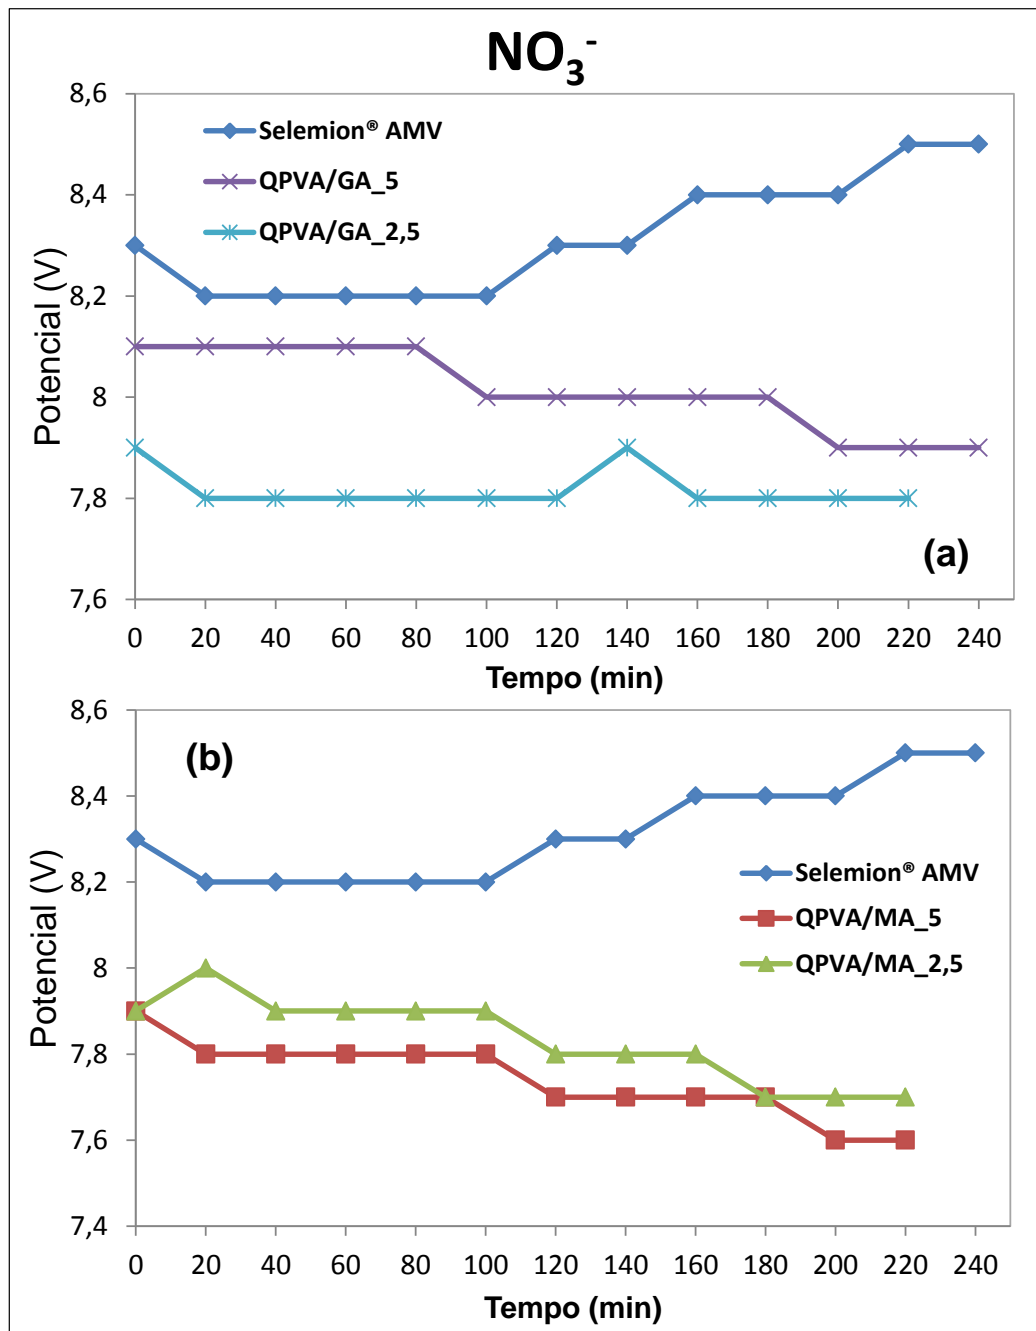 NO₃⁻
8,6
8,4
8,2
8
7,8
7,6
Potencial (V)
Selemion® AMV
QPVA/GA_5
QPVA/GA_2,5
(a)
0 20 40 60 80 100 120 140 160 180 200 220 240
Tempo (min)
8,6
8,4
8,2
8
7,8
7,6
7,4
Potencial (V)
(b)
Selemion® AMV
QPVA/MA_5
QPVA/MA_2,5
0 20 40 60 80 100 120 140 160 180 200 220 240
Tempo (min)